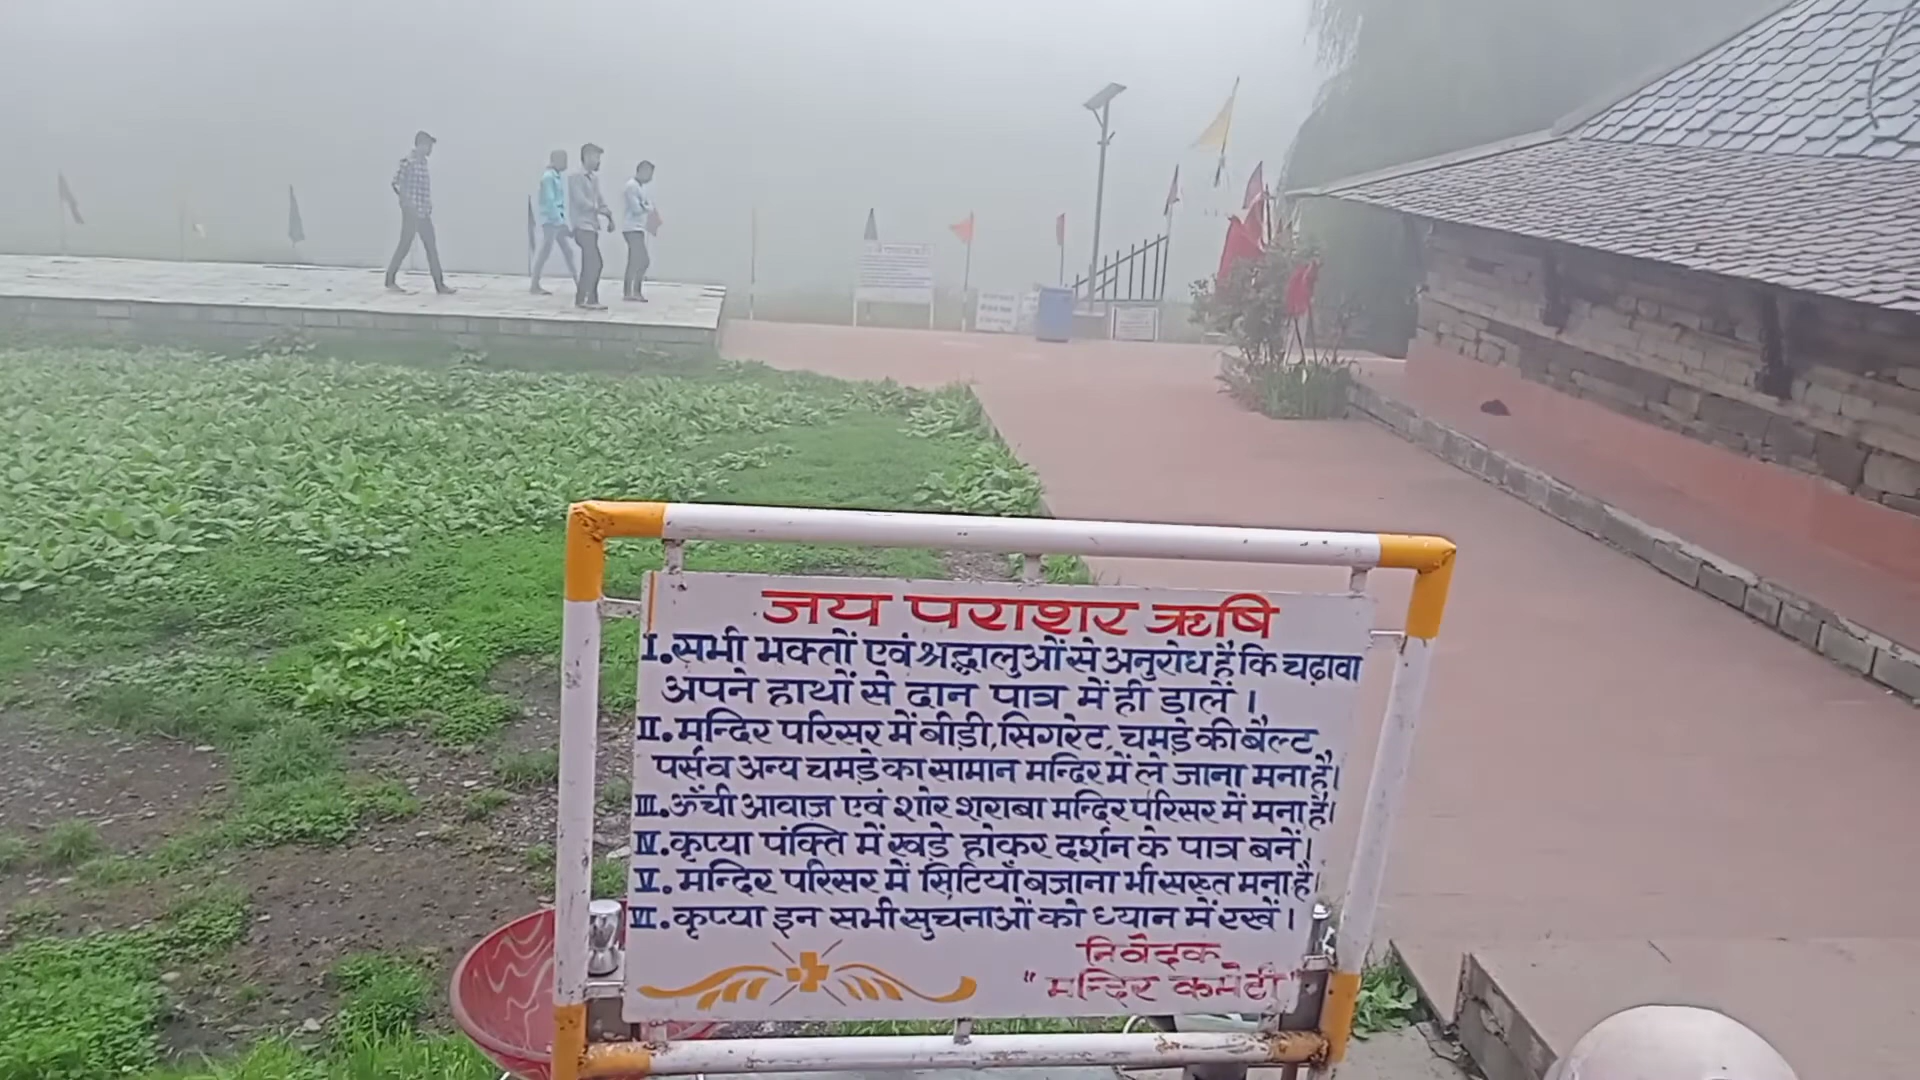 जय पराशर ऋषि
I. सभी भक्तों एवं श्रद्धालुओं से अनुरोध है कि चढ़ावा
अपने हाथों से दान पात्र में ही डालें।
II. मन्दिर परिसर में बीड़ी, सिगरेट, चमड़े की बैल्ट,
पर्स व अन्य चमड़े का सामान मन्दिर में ले जाना मना है।
III. ऊँची आवाज एवं शोर शराबा मन्दिर परिसर में मना है।
IV. कृप्या पंक्ति में खड़े होकर दर्शन के पात्र बनें।
V. मन्दिर परिसर में सिटियाँ बजाना भी सख्त मना है।
VI. कृप्या इन सभी सुचनाओं को ध्यान में रखें।
निवेदक
"मन्दिर कमेटी"